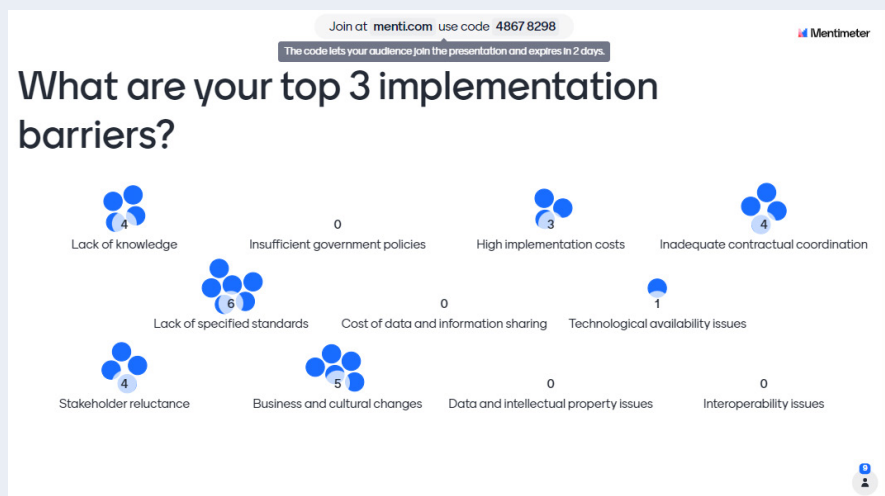 Join at menti.com use code 4867 8298
Mentimeter
The code lets your audience join the presentation and expires in 2 days.
What are your top 3 implementation
barriers?
4
Lack of knowledge
0
Insufficient government policies
3
High implementation costs
4
Inadequate contractual coordination
6
Lack of specified standards
0
Cost of data and information sharing
1
Technological availability issues
4
Stakeholder reluctance
5
Business and cultural changes
0
Data and intellectual property issues
0
Interoperability issues
9